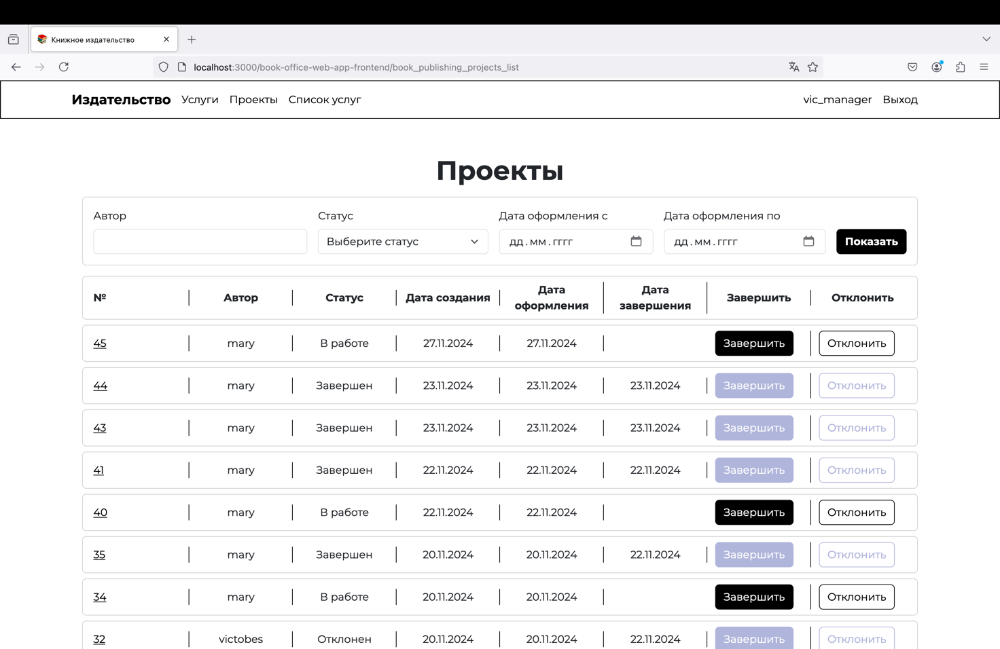 Книжное издательство
localhost:3000/book-office-web-app-frontend/book_publishing_projects_list
Издательство Услуги Проекты Список услуг vic_manager Выход
Проекты
Автор Статус Дата оформления с Дата оформления по
Выберите статус дд.мм.гггг дд.мм.гггг Показать
№ Автор Статус Дата создания Дата оформления Дата завершения Завершить Отклонить
45 mary В работе 27.11.2024 27.11.2024 Завершить Отклонить
44 mary Завершен 23.11.2024 23.11.2024 23.11.2024 Завершить Отклонить
43 mary Завершен 23.11.2024 23.11.2024 23.11.2024 Завершить Отклонить
41 mary Завершен 22.11.2024 22.11.2024 22.11.2024 Завершить Отклонить
40 mary В работе 22.11.2024 22.11.2024 Завершить Отклонить
35 mary Завершен 20.11.2024 20.11.2024 22.11.2024 Завершить Отклонить
34 mary В работе 20.11.2024 20.11.2024 Завершить Отклонить
32 victobes Отклонен 20.11.2024 20.11.2024 22.11.2024 Завершить Отклонить